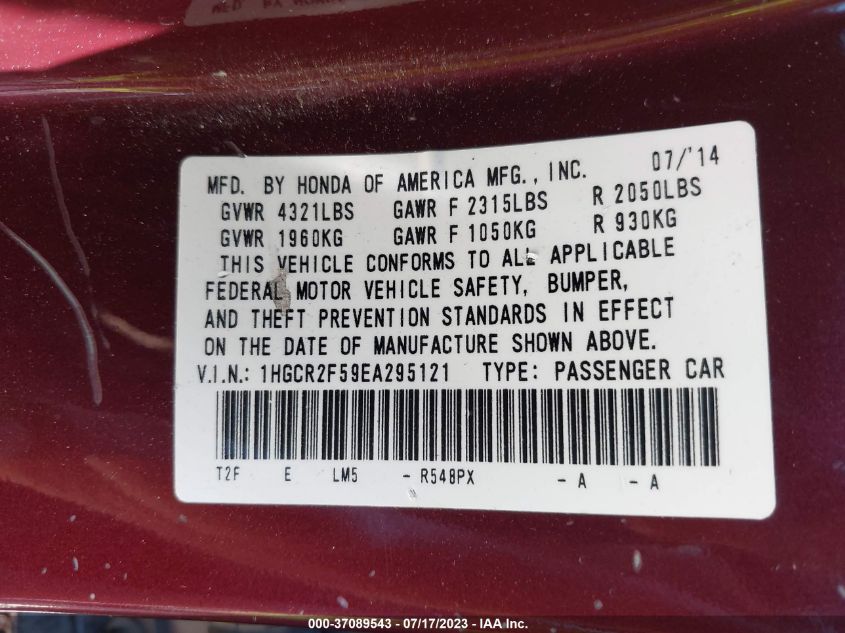 07/'14
MFD. BY HONDA OF AMERICA MFG., INC.
GVWR 4321LBS GAWR F 2315LBS R 2050LBS
GVWR 1960KG GAWR F 1050KG R 930KG
THIS VEHICLE CONFORMS TO ALL APPLICABLE
FEDERAL MOTOR VEHICLE SAFETY, BUMPER,
AND THEFT PREVENTION STANDARDS IN EFFECT
ON THE DATE OF MANUFACTURE SHOWN ABOVE.
V.I.N.: 1HGCR2F59EA295121 TYPE: PASSENGER CAR
T2F E LM5 - R548PX - A - A
000-37089543 - 07/17/2023 - IAA Inc.